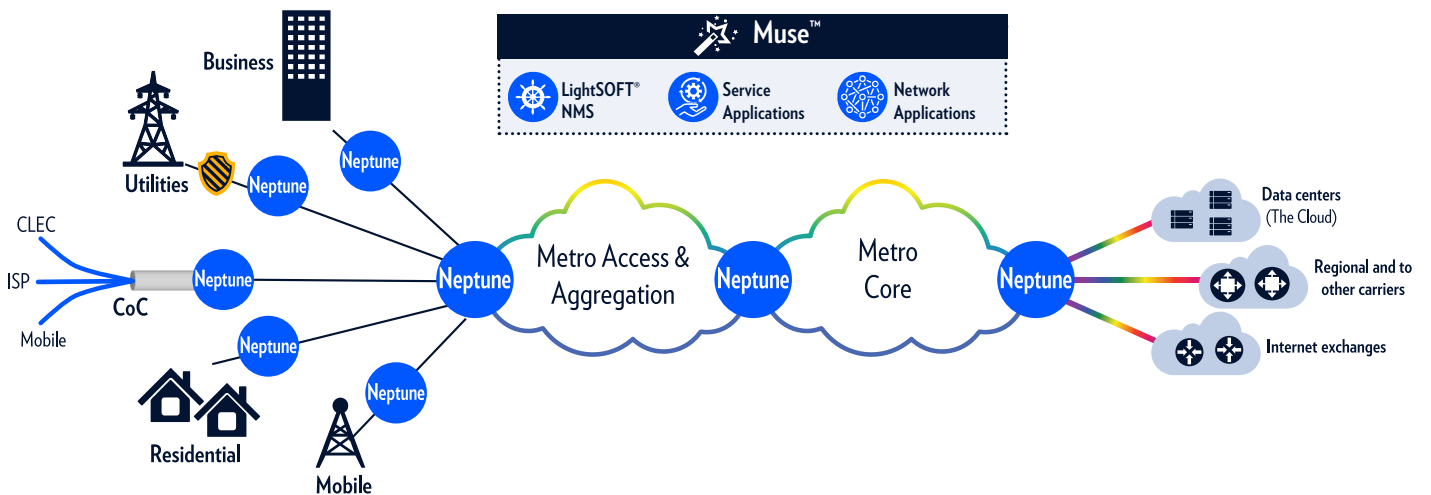 Muse™
LightSOFT®
NMS
Service
Applications
Network
Applications
Business
Neptune
Utilities
Neptune
CLEC
ISP
Mobile
CoC
Neptune
Neptune
Residential
Neptune
Mobile
Neptune
Metro Access &
Aggregation
Neptune
Metro
Core
Neptune
Data centers
(The Cloud)
Regional and to
other carriers
Internet exchanges